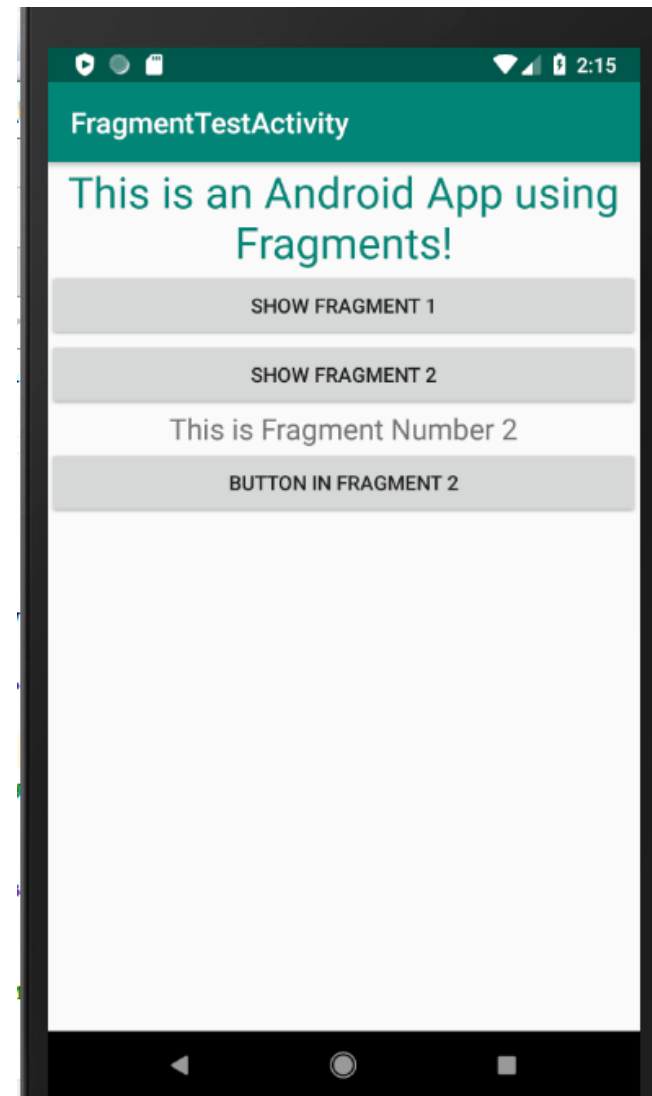 2:15
FragmentTestActivity
This is an Android App using
Fragments!
SHOW FRAGMENT 1
SHOW FRAGMENT 2
This is Fragment Number 2
BUTTON IN FRAGMENT 2